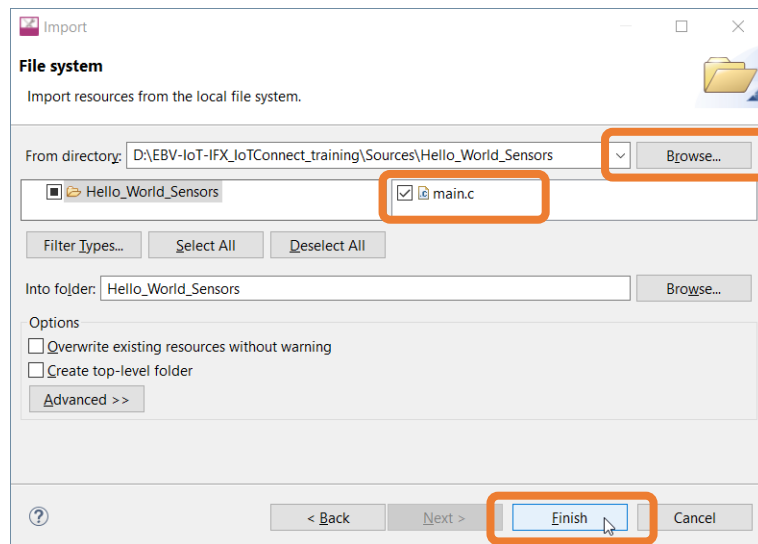 Import
File system
Import resources from the local file system.
From directory: D:\EBV-IoT-IFX_IoTConnect_training\Sources\Hello_World_Sensors Browse...
Hello_World_Sensors main.c
Filter Types... Select All Deselect All
Into folder: Hello_World_Sensors Browse...
Options
Overwrite existing resources without warning
Create top-level folder
Advanced >>
? < Back Next > Finish Cancel